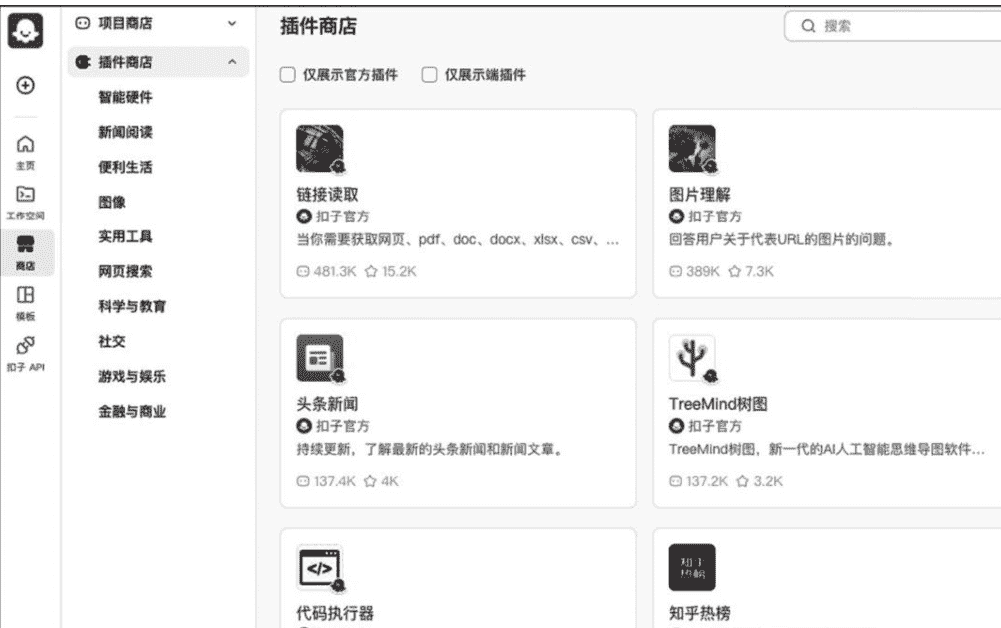 主页
工作空间
商店
模板
扣子 API
项目商店
插件商店
智能硬件
新闻阅读
便利生活
图像
实用工具
网页搜索
科学与教育
社交
游戏与娱乐
金融与商业
插件商店
搜索
仅展示官方插件
仅展示端插件
链接读取
扣子官方
当你需要获取网页、pdf、doc、docx、xlsx、csv、...
481.3K 15.2K
图片理解
扣子官方
回答用户关于代表URL的图片的问题。
389K 7.3K
头条新闻
扣子官方
持续更新，了解最新的头条新闻和新闻文章。
137.4K 4K
TreeMind树图
扣子官方
TreeMind树图，新一代的AI人工智能思维导图软件...
137.2K 3.2K
</>
代码执行器
知乎热榜